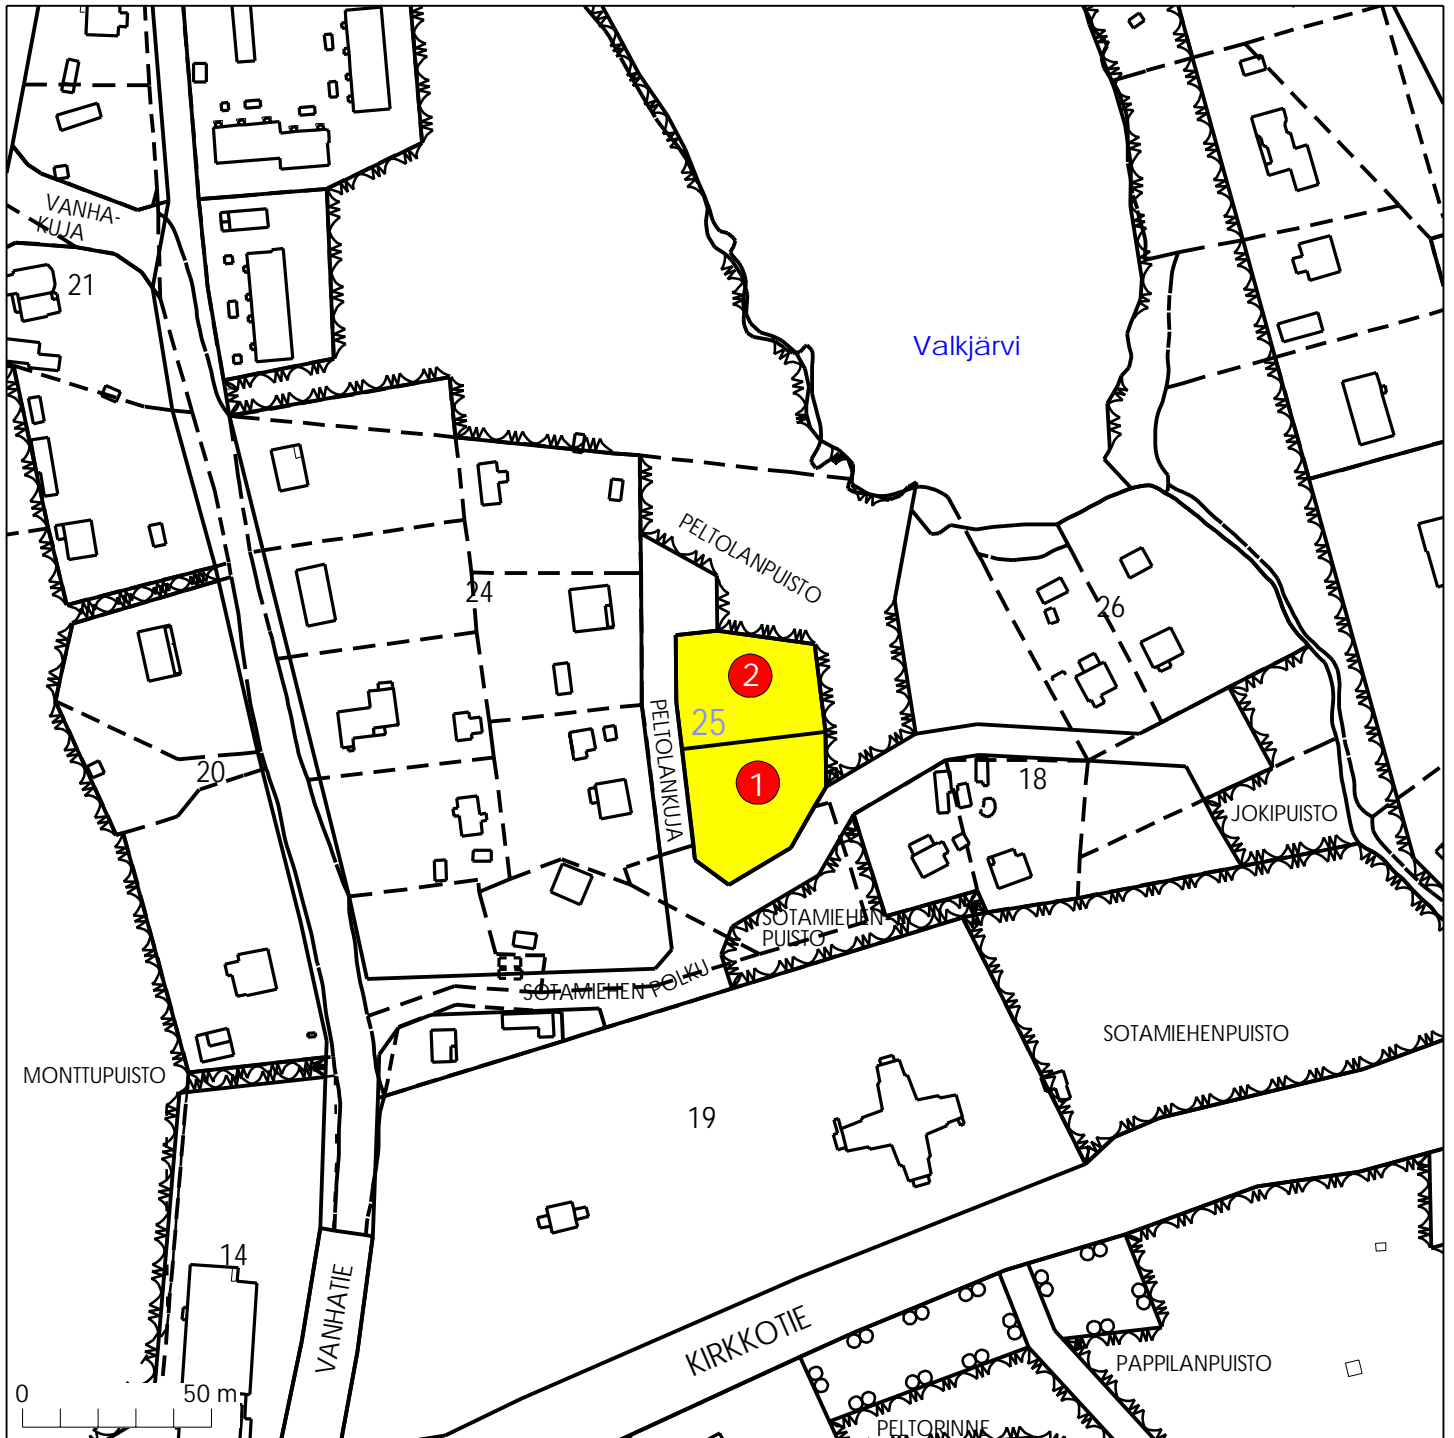 VANHA-
KUJA
21
Valkjärvi
PELTOLANPUISTO
24
26
2
25
PELTOLANKUJA
20
1
18
JOKIPUISTO
SOTAMIEHEN-
PUISTO
SOTAMIEHEN POLKU
SOTAMIEHENPUISTO
MONTTUPUISTO
19
14
VANHATIE
KIRKKOTIE
PAPPILANPUISTO
0 50 m
PELTORINNE